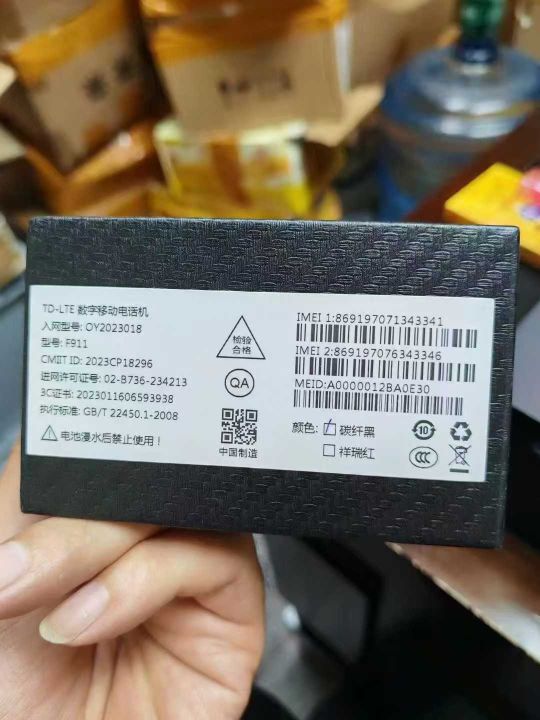 TD-LTE 数字移动电话机
入网型号: OY2023018
型号: F911
CMIIT ID: 2023CP18296
进网许可证号: 02-B736-234213
3C证书: 2023011606593938
执行标准: GB/T 22450.1-2008
⚠电池浸水后禁止使用！
检验
合格
QA
中国制造
IMEI 1:869197071343341
IMEI 2:869197076343346
MEID:A0000012BA0E30
颜色: ☑碳纤黑
☐祥瑞红
10
CCC